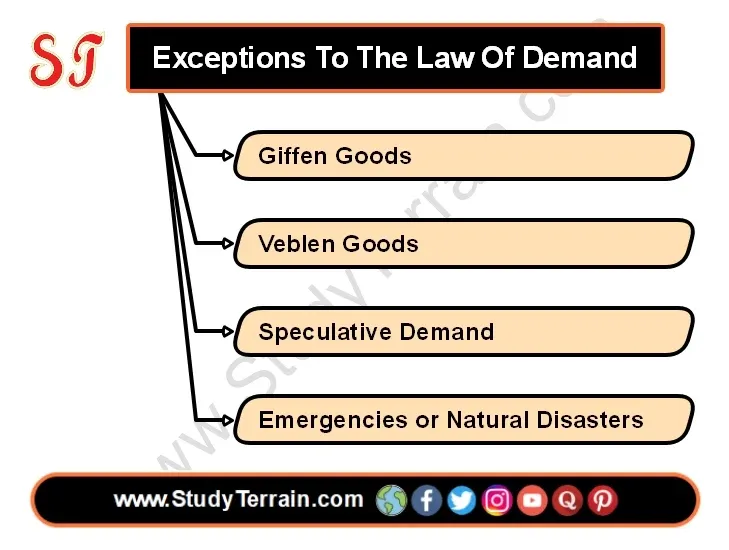 ST
Exceptions To The Law Of Demand
Giffen Goods
Veblen Goods
Speculative Demand
Emergencies or Natural Disasters
www.StudyTerrain.com
www.StudyTerrain.com